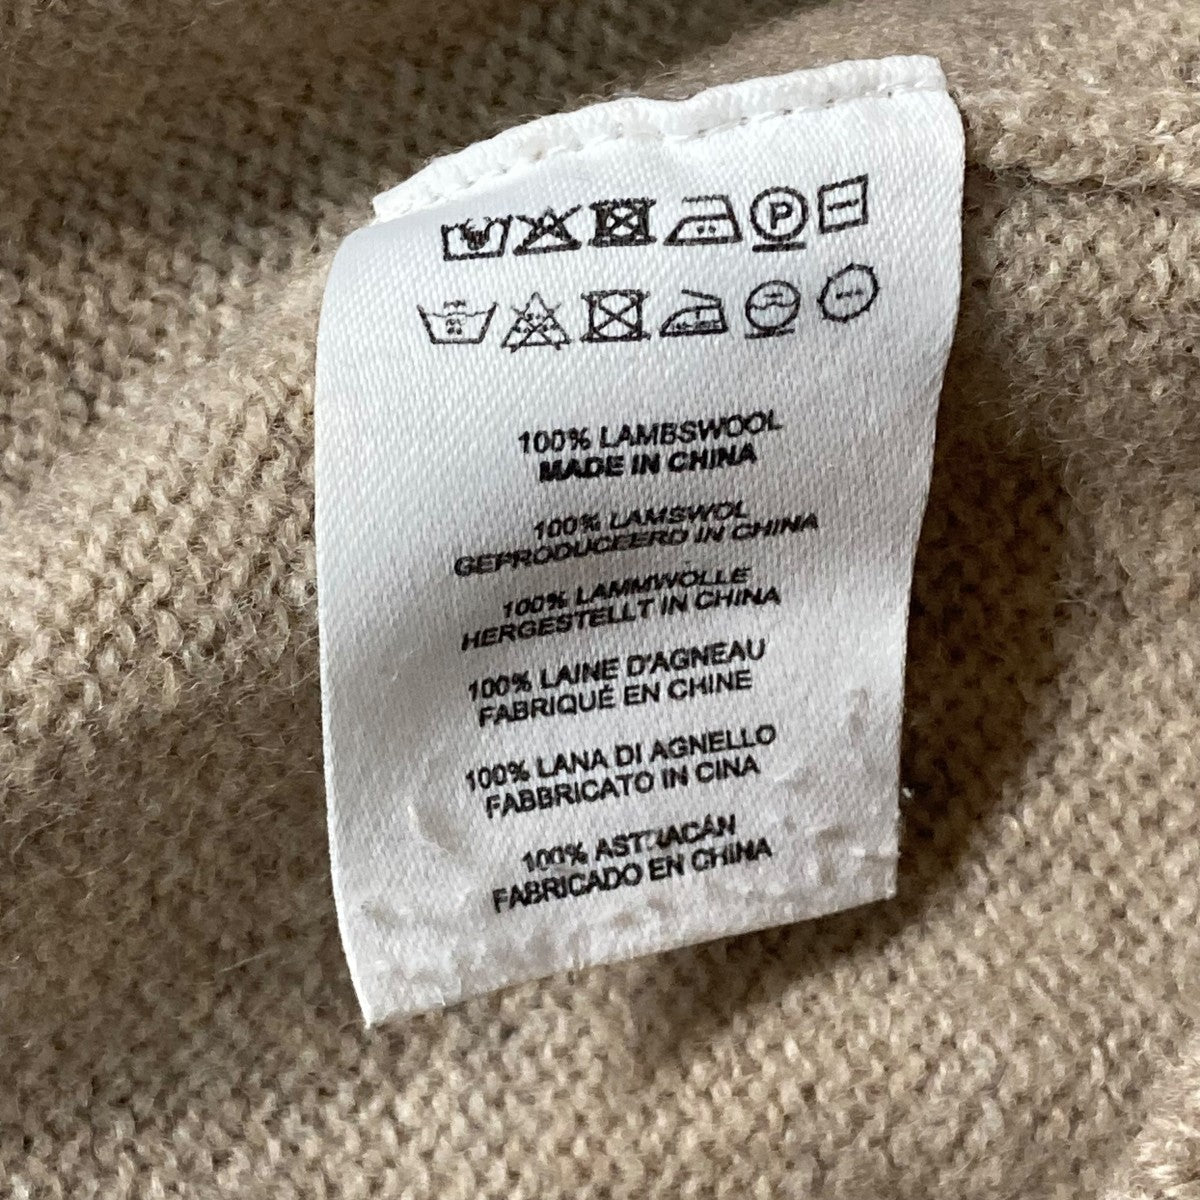 P
100% LAMBSWOOL
MADE IN CHINA
100% LAMSWOL
GEPRODUCEERD IN CHINA
100% LAMMWOLLE
HERGESTELLT IN CHINA
100% LAINE D'AGNEAU
FABRIQUÉ EN CHINE
100% LANA DI AGNELLO
FABBRICATO IN CINA
100% ASTRACÁN
FABRICADO EN CHINA